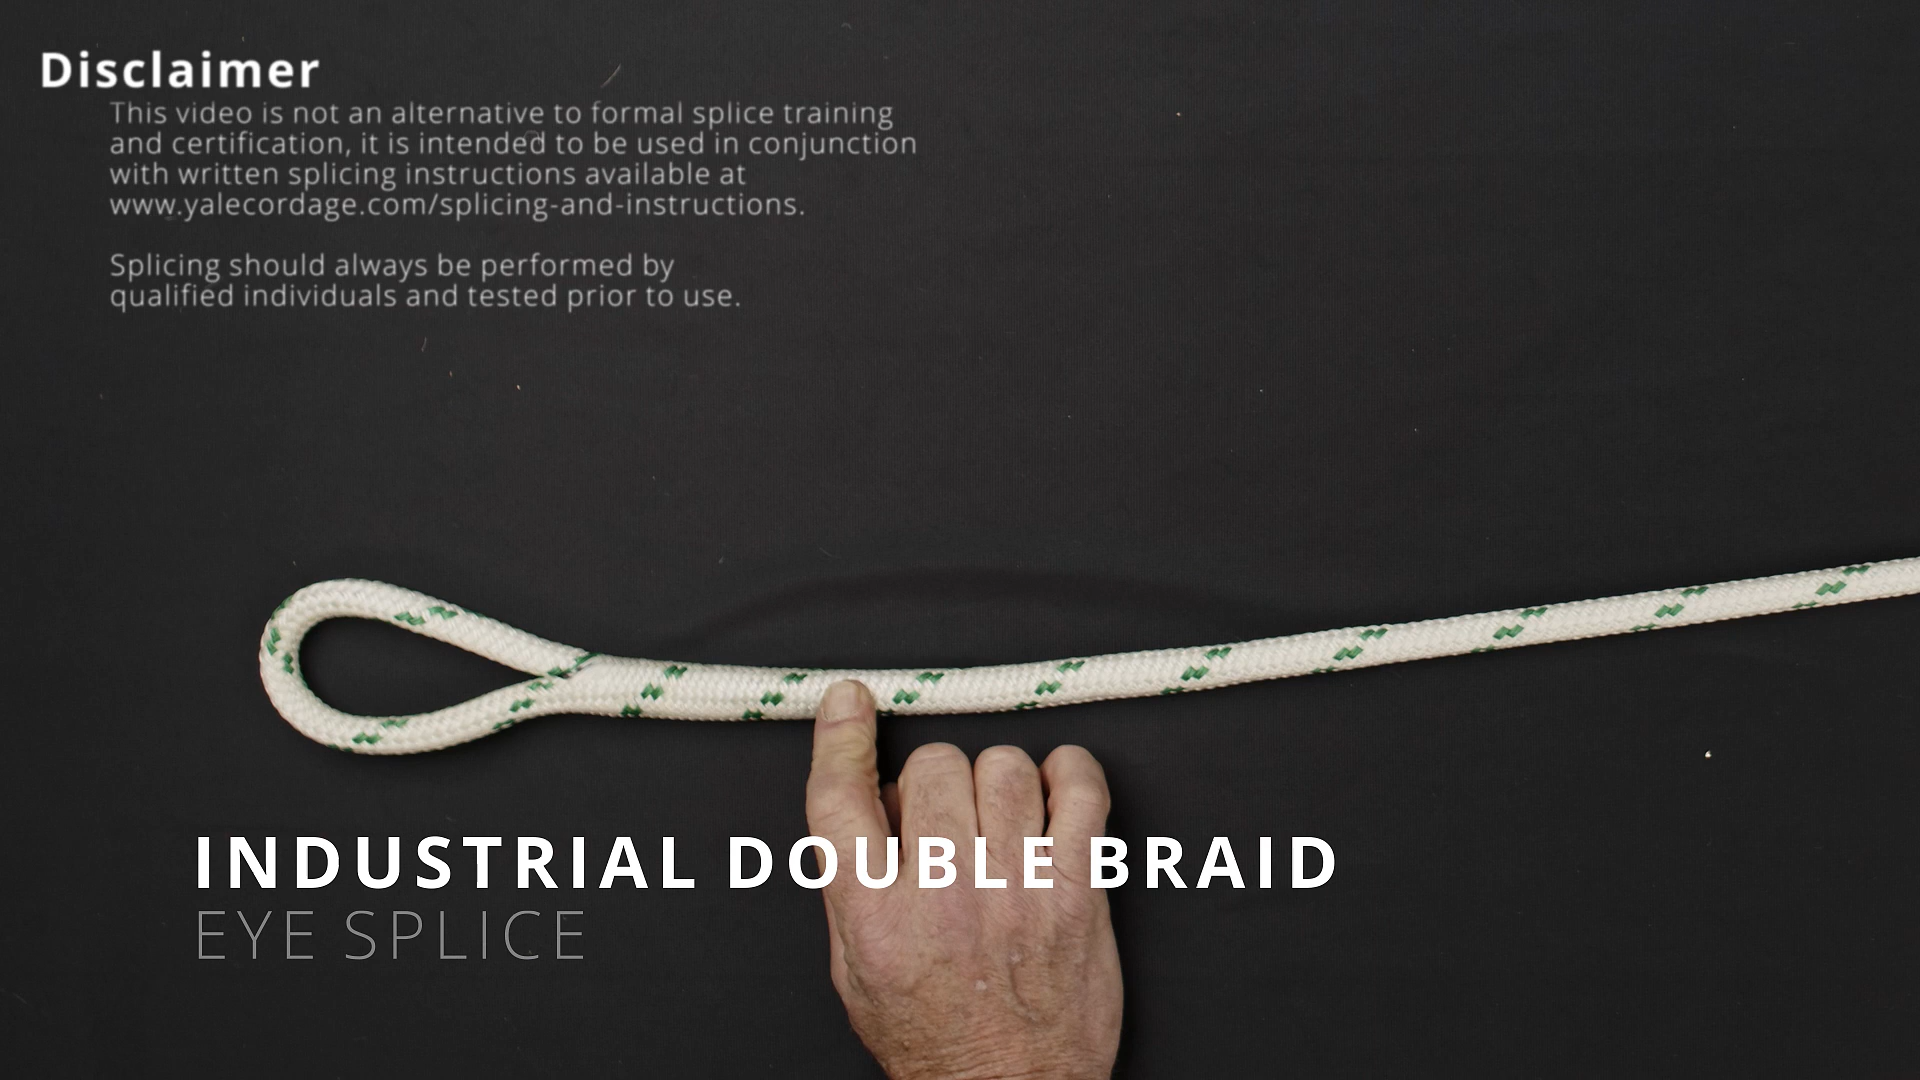 Disclaimer
This video is not an alternative to formal splice training
and certification, it is intended to be used in conjunction
with written splicing instructions available at
www.yalecordage.com/splicing-and-instructions.
Splicing should always be performed by
qualified individuals and tested prior to use.
INDUSTRIAL DOUBLE BRAID
EYE SPLICE